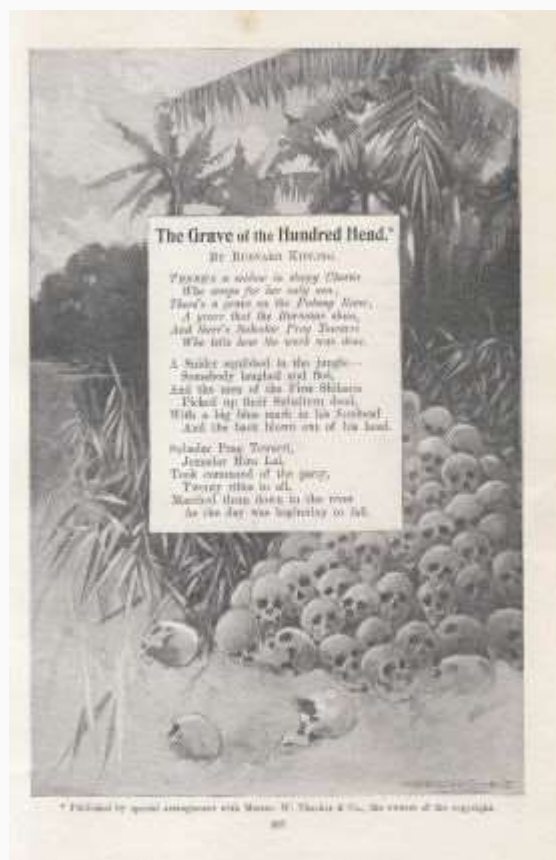 The Grave of the Hundred Head.*
BY RUDYARD KIPLING.
THERE'S a widow in sleepy Chester
Who weeps for her only son;
There's a grave on the Pabeng River,
A grave that the Burmans shun,
And there's Subadar Prag Tewarri
Who tells how the work was done.
A Snider squibbed in the jungle—
Somebody laughed and fled,
And the men of the First Shikaris
Picked up their Subaltern dead,
With a big blue mark in his forehead
And the back blown out of his head.
Subadar Prag Tewarri,
Jemadar Hira Lal,
Took command of the party,
Twenty rifles in all,
Marched them down to the river
As the day was beginning to fall.
* Published by special arrangement with Messrs. W. Thacker & Co., the owners of the copyright.